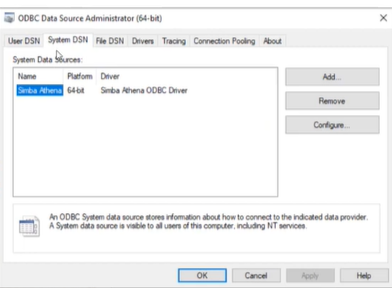 ODBC Data Source Administrator (64-bit)
User DSN System DSN File DSN Drivers Tracing Connection Pooling About
System Data Sources:
Name Platform Driver
Simba Athena 64-bit Simba Athena ODBC Driver
Add...
Remove
Configure...
An ODBC System data source stores information about how to connect to the indicated data provider.
A System data source is visible to all users of this computer, including NT services.
OK Cancel Apply Help